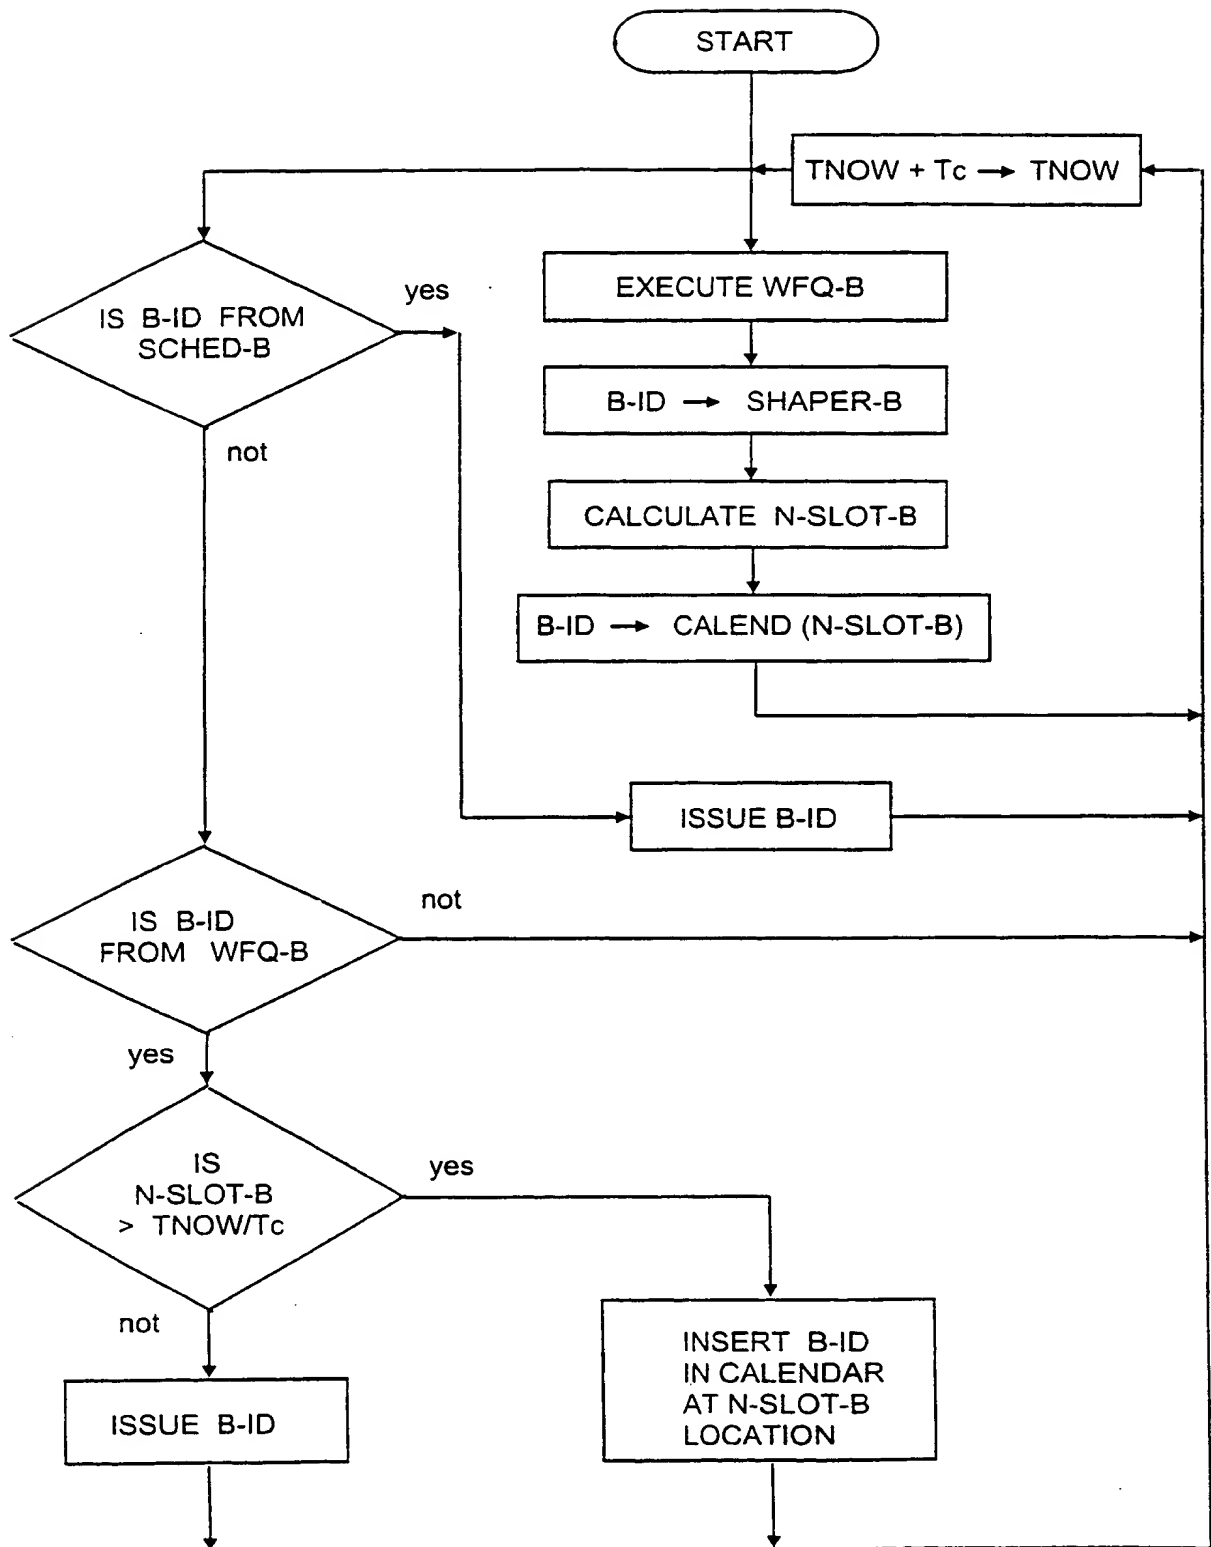 START
TNOW + Tc → TNOW
EXECUTE WFQ-B
IS B-ID FROM
SCHED-B
yes
B-ID → SHAPER-B
not
CALCULATE N-SLOT-B
B-ID → CALEND (N-SLOT-B)
ISSUE B-ID
IS B-ID
FROM WFQ-B
not
yes
IS
N-SLOT-B
> TNOW/Tc
yes
not
INSERT B-ID
IN CALENDAR
AT N-SLOT-B
LOCATION
ISSUE B-ID